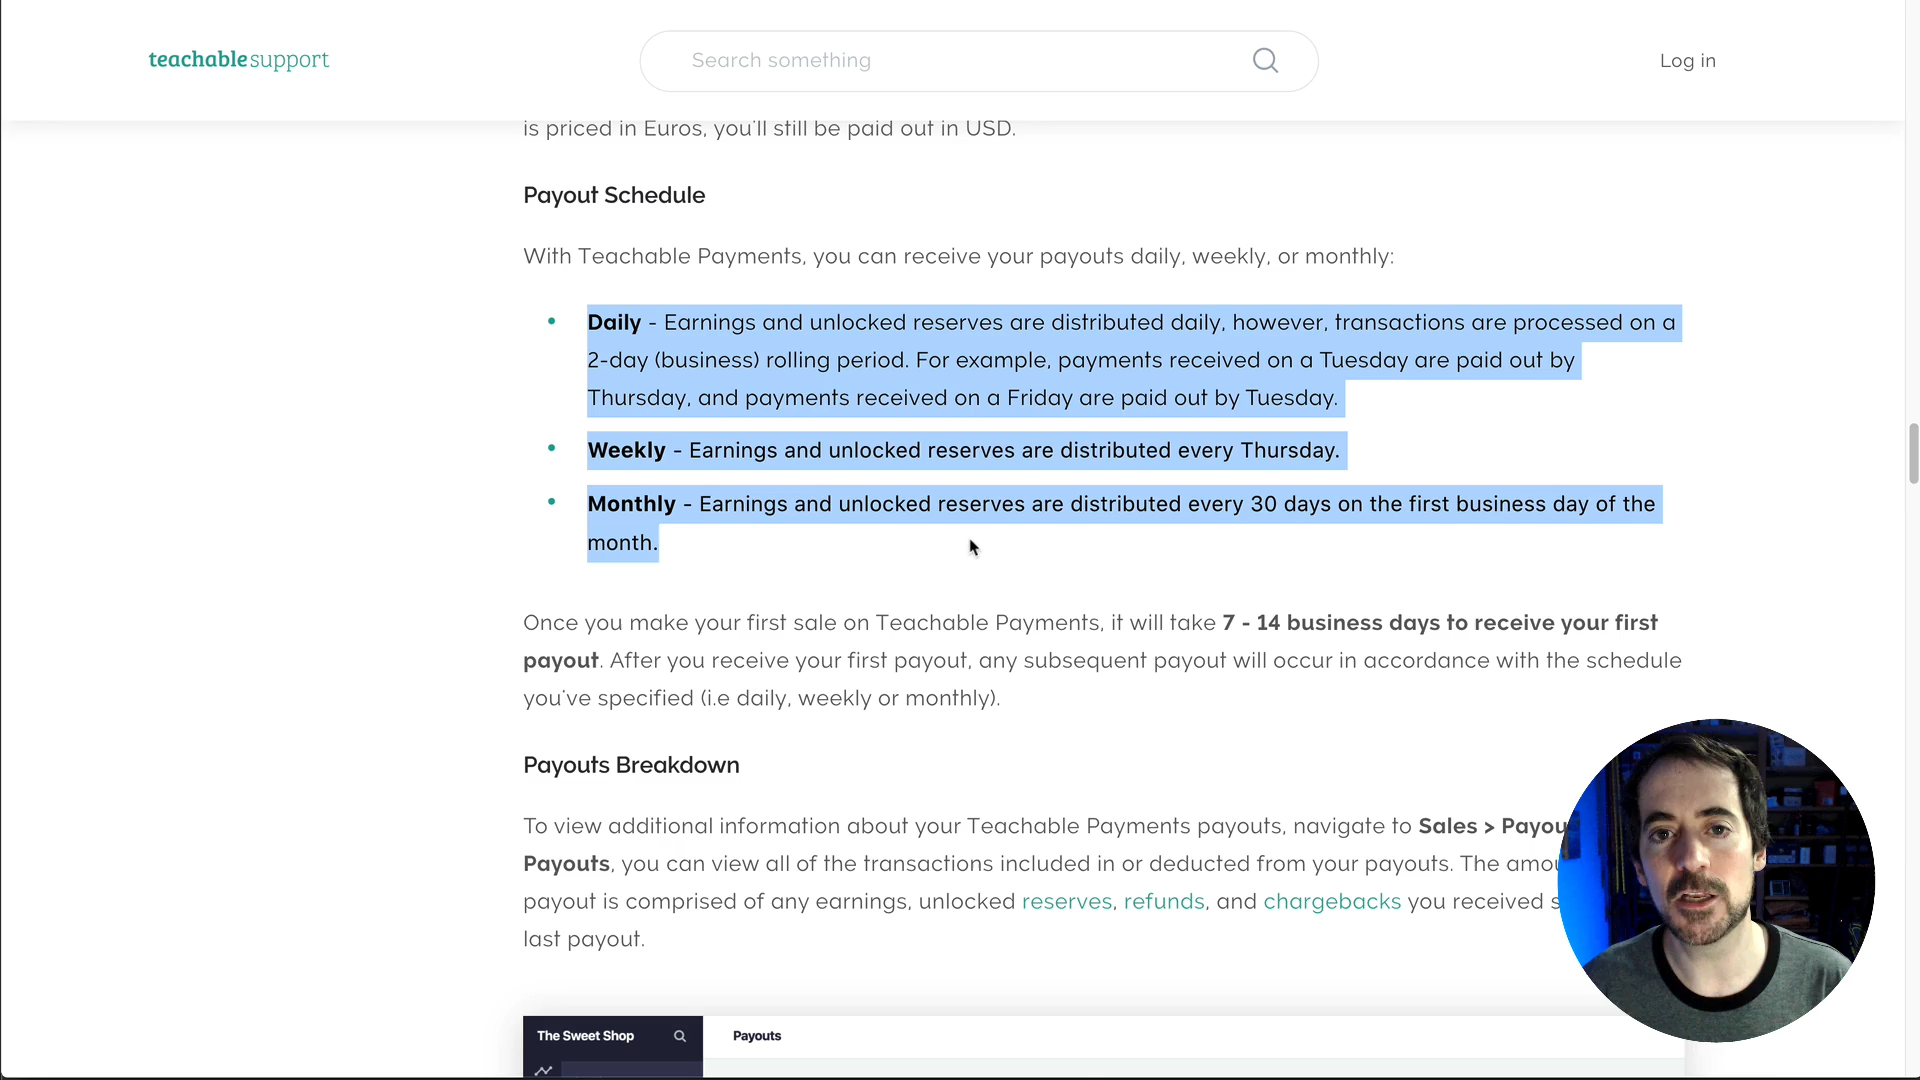 teachablesupport
Search something
Log in
is priced in Euros, you'll still be paid out in USD.
Payout Schedule
With Teachable Payments, you can receive your payouts daily, weekly, or monthly:
• Daily - Earnings and unlocked reserves are distributed daily, however, transactions are processed on a
2-day (business) rolling period. For example, payments received on a Tuesday are paid out by
Thursday, and payments received on a Friday are paid out by Tuesday.
• Weekly - Earnings and unlocked reserves are distributed every Thursday.
• Monthly - Earnings and unlocked reserves are distributed every 30 days on the first business day of the
month.
Once you make your first sale on Teachable Payments, it will take 7 - 14 business days to receive your first
payout. After you receive your first payout, any subsequent payout will occur in accordance with the schedule
you've specified (i.e daily, weekly or monthly).
Payouts Breakdown
To view additional information about your Teachable Payments payouts, navigate to Sales > Payou
Payouts, you can view all of the transactions included in or deducted from your payouts. The amou
payout is comprised of any earnings, unlocked reserves, refunds, and chargebacks you received s
last payout.
The Sweet Shop
Payouts